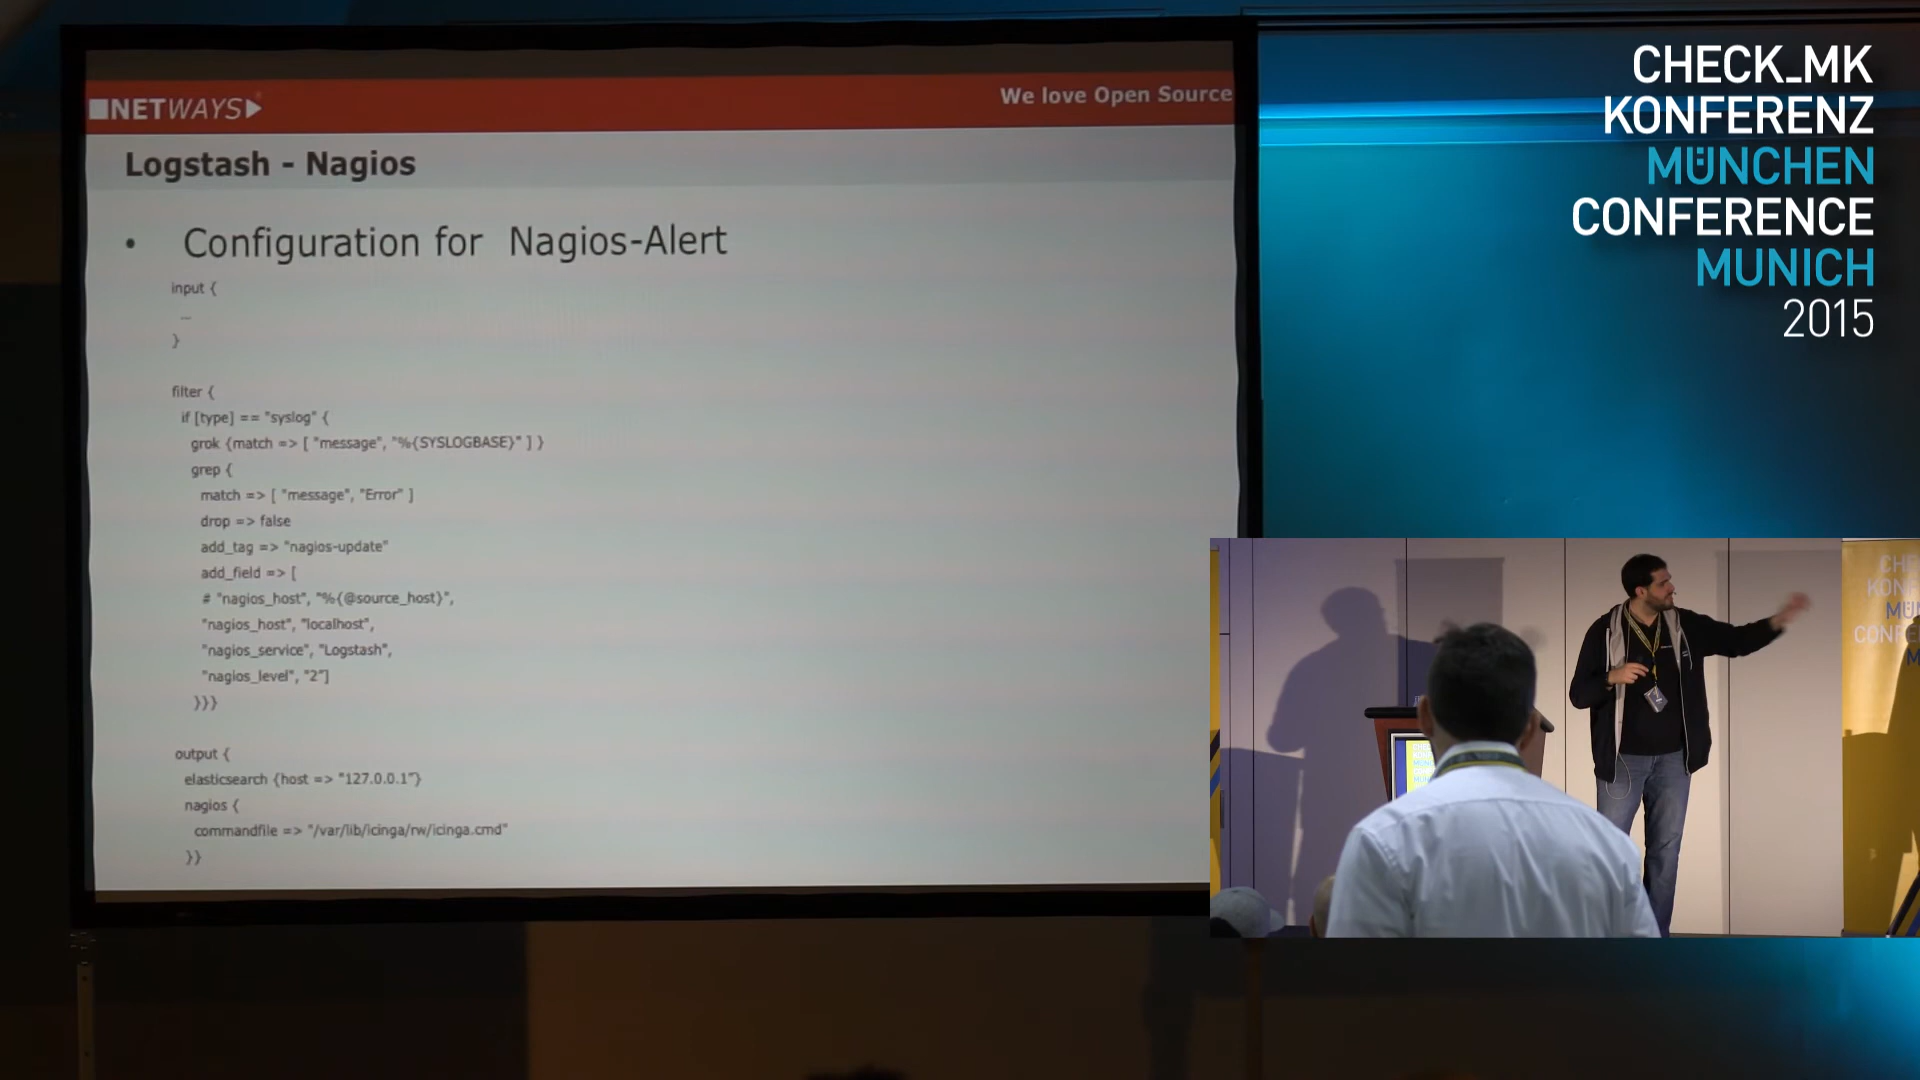 NETWAYS
We love Open Source
Logstash - Nagios
• Configuration for Nagios-Alert
input {
...
}
filter {
if [type] == "syslog" {
grok {match => [ "message", "%{SYSLOGBASE}" ] }
grep {
match => [ "message", "Error" ]
drop => false
add_tag => "nagios-update"
add_field => [
# "nagios_host", "%{@source_host}",
"nagios_host", "localhost",
"nagios_service", "Logstash",
"nagios_level", "2"]
}}}
output {
elasticsearch {host => "127.0.0.1"}
nagios {
commandfile => "/var/lib/icinga/rw/icinga.cmd"
}}
CHECK_MK
KONFERENZ
MÜNCHEN
CONFERENCE
MUNICH
2015